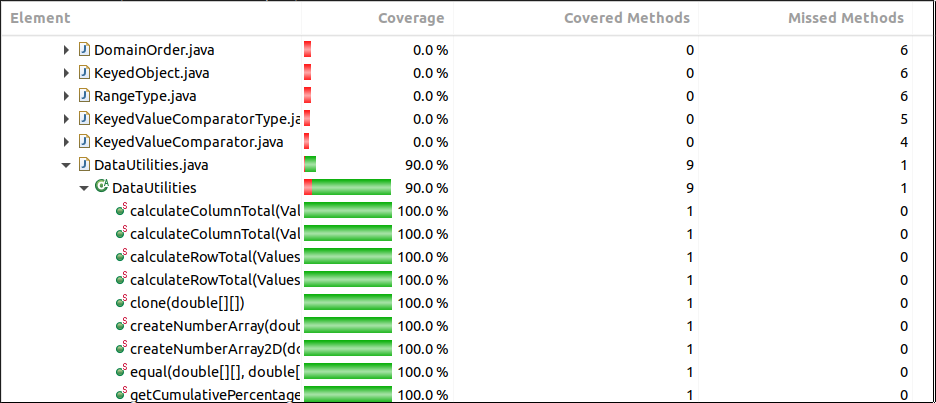 Element Coverage Covered Methods Missed Methods
DomainOrder.java 0.0 % 0 6
KeyedObject.java 0.0 % 0 6
RangeType.java 0.0 % 0 6
KeyedValueComparatorType.ja 0.0 % 0 5
KeyedValueComparator.java 0.0 % 0 4
DataUtilities.java 90.0 % 9 1
DataUtilities 90.0 % 9 1
calculateColumnTotal(Val 100.0 % 1 0
calculateColumnTotal(Val 100.0 % 1 0
calculateRowTotal(Values 100.0 % 1 0
calculateRowTotal(Values 100.0 % 1 0
clone(double[][]) 100.0 % 1 0
createNumberArray(doub 100.0 % 1 0
createNumberArray2D(do 100.0 % 1 0
equal(double[][], double[ 100.0 % 1 0
getCumulativePercentage 100.0 % 1 0